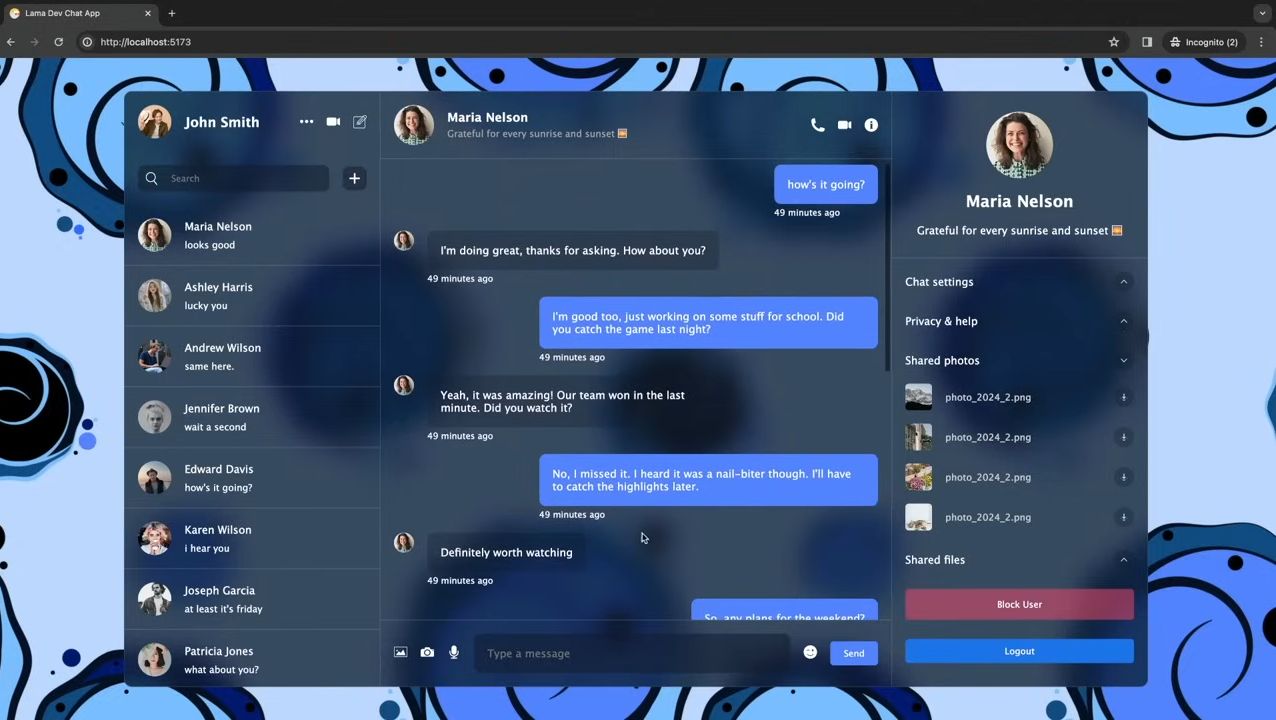 Lama Dev Chat App
http://localhost:5173
Incognito (2)
John Smith
Search
Maria Nelson
looks good
Ashley Harris
lucky you
Andrew Wilson
same here.
Jennifer Brown
wait a second
Edward Davis
how's it going?
Karen Wilson
i hear you
Joseph Garcia
at least it's friday
Patricia Jones
what about you?
Maria Nelson
Grateful for every sunrise and sunset 🌅
how's it going?
49 minutes ago
I'm doing great, thanks for asking. How about you?
49 minutes ago
I'm good too, just working on some stuff for school. Did
you catch the game last night?
49 minutes ago
Yeah, it was amazing! Our team won in the last
minute. Did you watch it?
49 minutes ago
No, I missed it. I heard it was a nail-biter though. I'll have
to catch the highlights later.
49 minutes ago
Definitely worth watching
49 minutes ago
So, any plans for the weekend?
Type a message
Send
Maria Nelson
Grateful for every sunrise and sunset 🌅
Chat settings
Privacy & help
Shared photos
photo_2024_2.png
photo_2024_2.png
photo_2024_2.png
photo_2024_2.png
Shared files
Block User
Logout